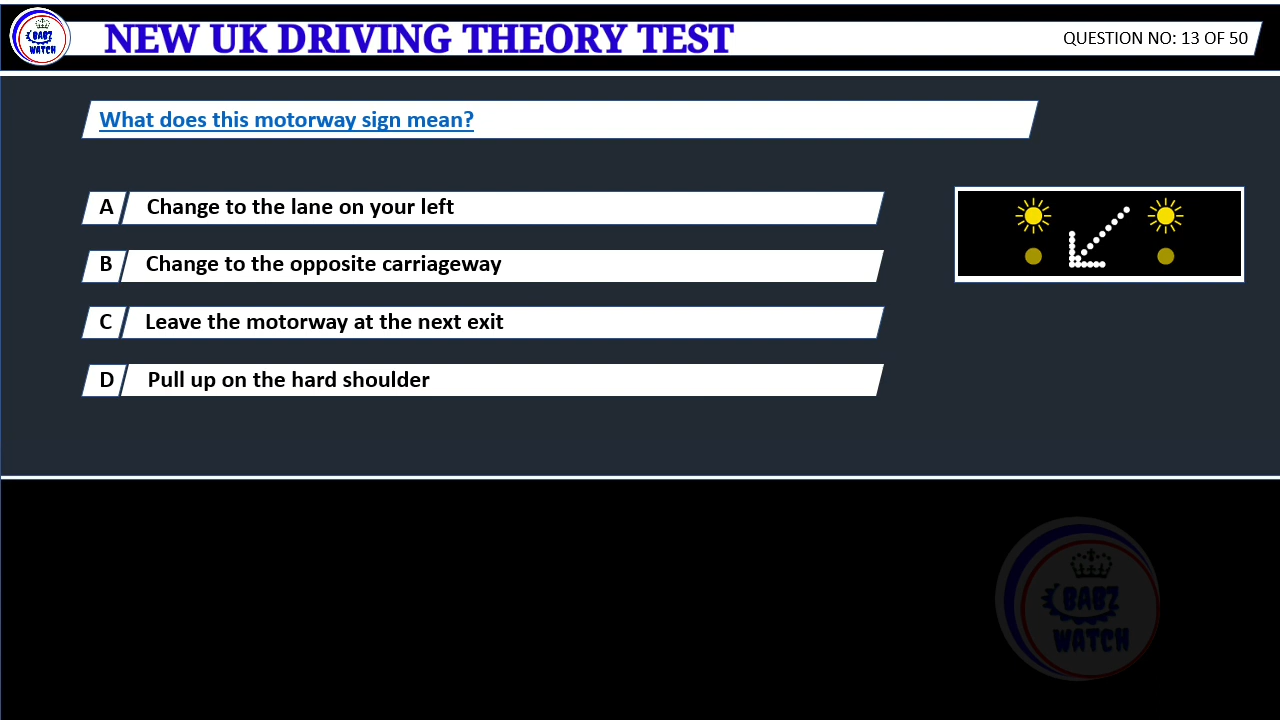 BABZ
WATCH
NEW UK DRIVING THEORY TEST
QUESTION NO: 13 OF 50
What does this motorway sign mean?
A Change to the lane on your left
B Change to the opposite carriageway
C Leave the motorway at the next exit
D Pull up on the hard shoulder
BABZ
WATCH